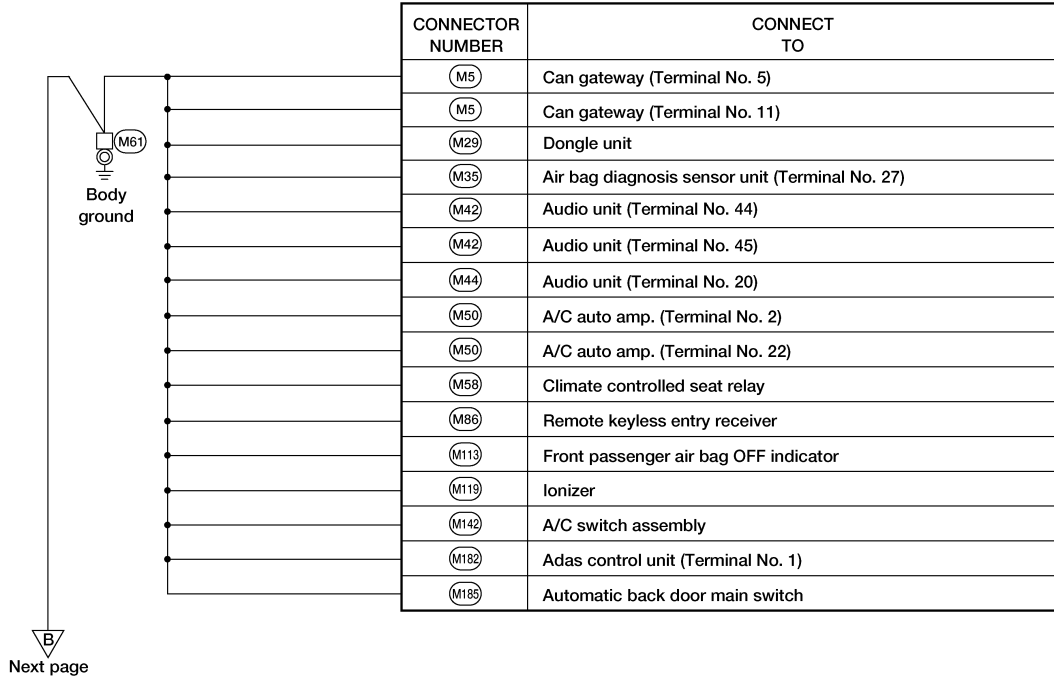 CONNECTOR NUMBER
CONNECT TO
M5 Can gateway (Terminal No. 5)
M5 Can gateway (Terminal No. 11)
M29 Dongle unit
M35 Air bag diagnosis sensor unit (Terminal No. 27)
M42 Audio unit (Terminal No. 44)
M42 Audio unit (Terminal No. 45)
M44 Audio unit (Terminal No. 20)
M50 A/C auto amp. (Terminal No. 2)
M50 A/C auto amp. (Terminal No. 22)
M58 Climate controlled seat relay
M86 Remote keyless entry receiver
M113 Front passenger air bag OFF indicator
M119 Ionizer
M142 A/C switch assembly
M182 Adas control unit (Terminal No. 1)
M185 Automatic back door main switch
M61
Body
ground
B
Next page